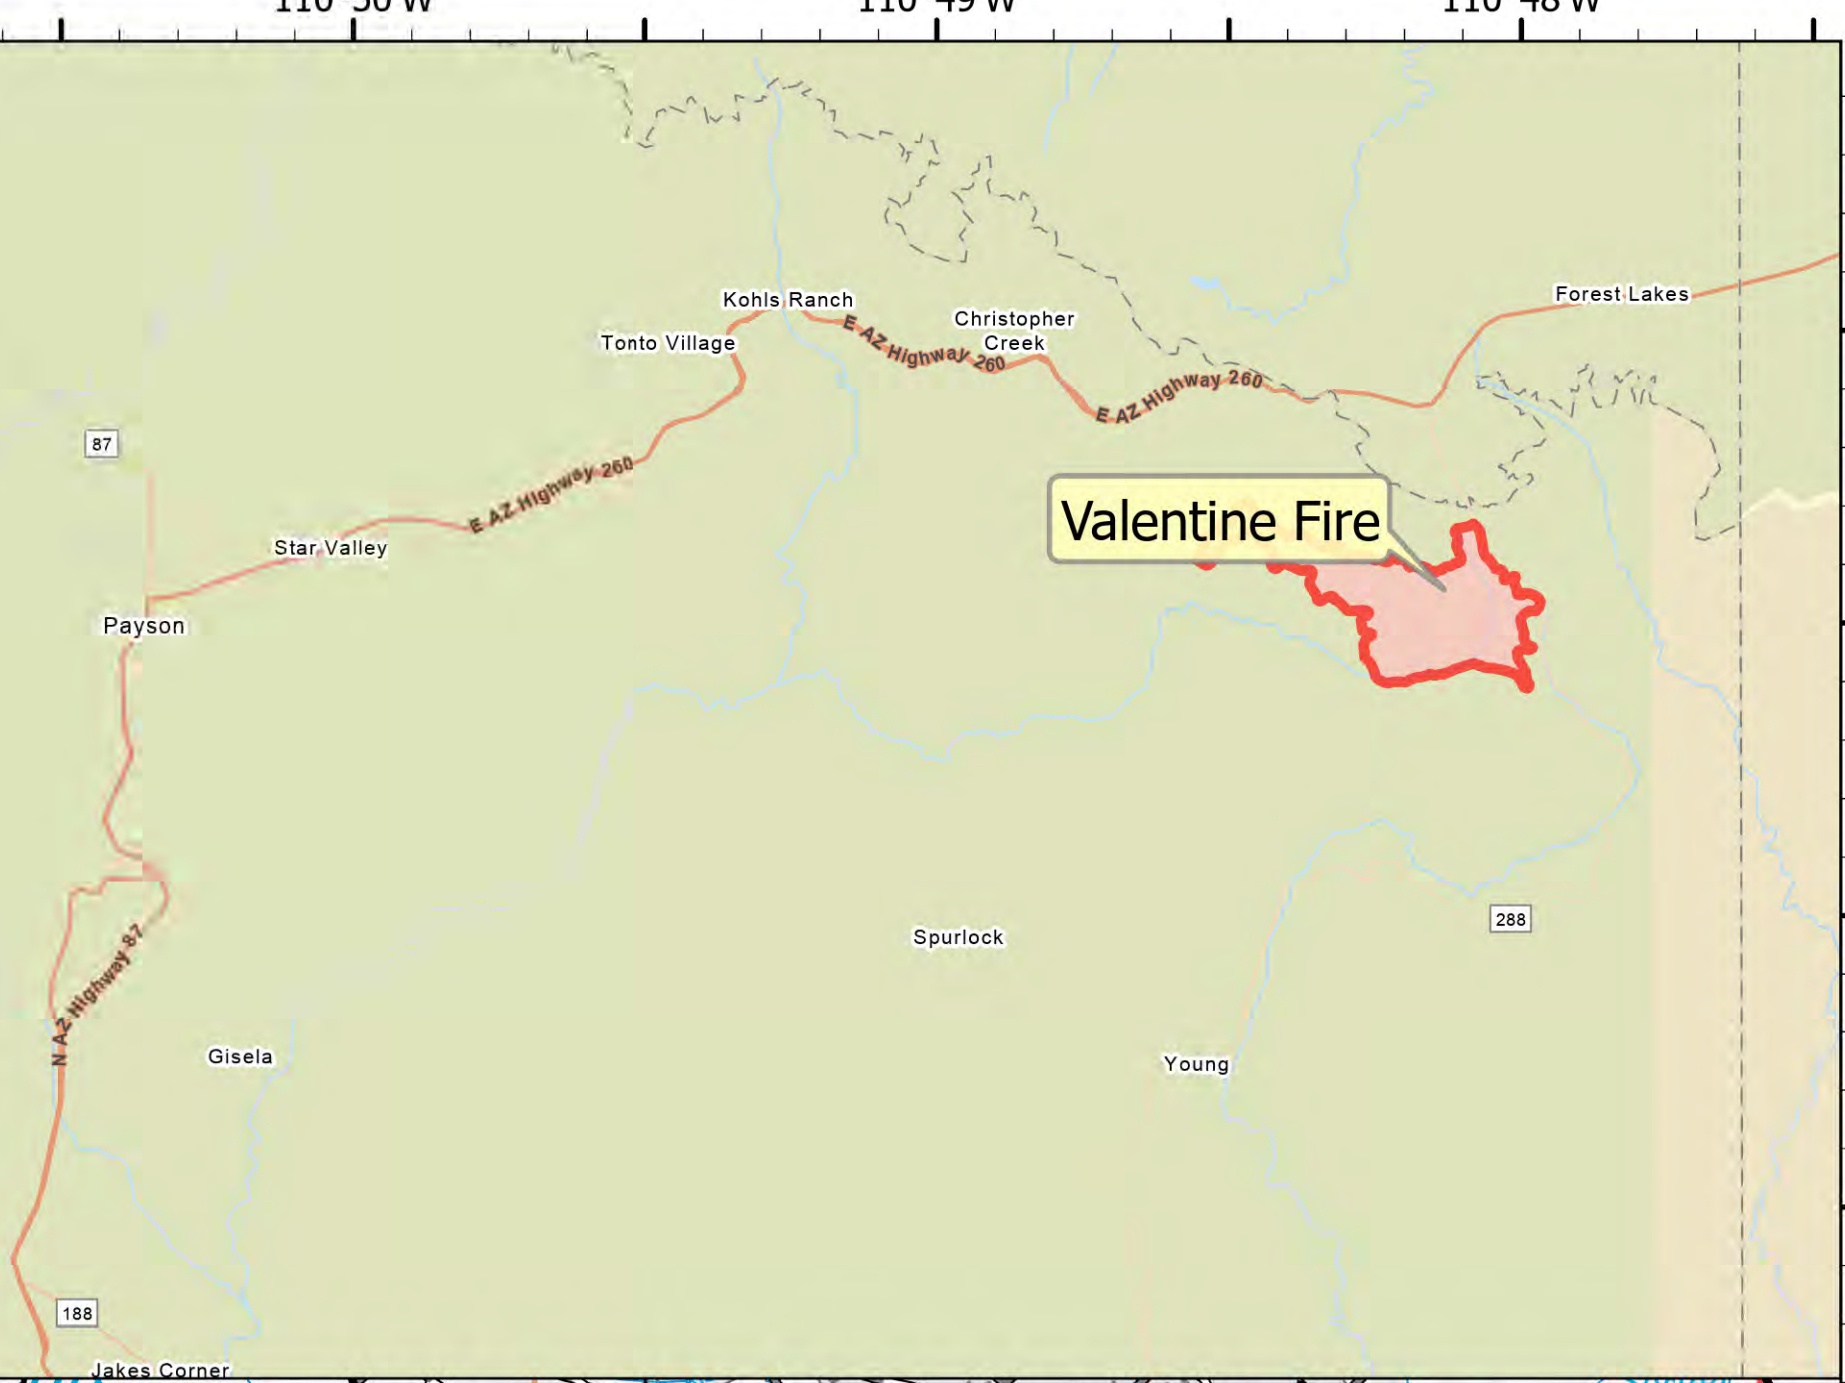 110°50'W
110°49'W
110°48'W
Kohls Ranch
Forest Lakes
Christopher
Creek
Tonto Village
E AZ Highway 260
E AZ Highway 260
87
E AZ Highway 260
Valentine Fire
Star Valley
Payson
288
Spurlock
N AZ Highway 87
Gisela
Young
188
Jakes Corner